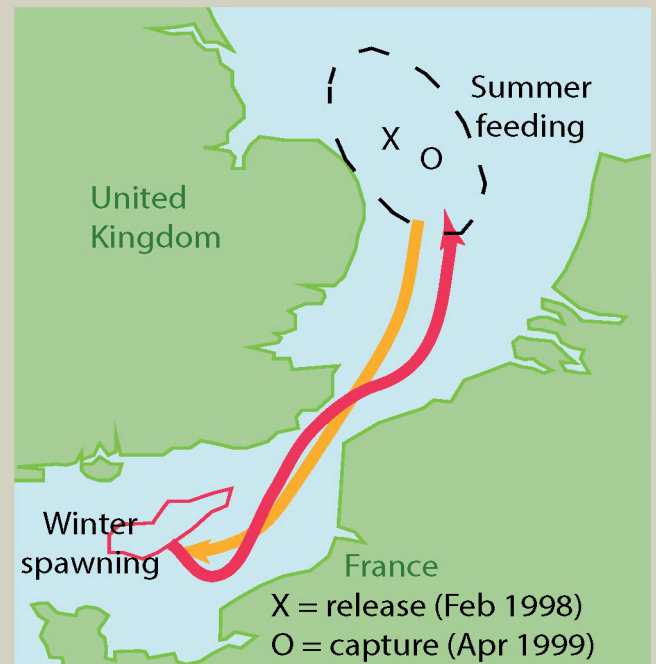 Summer
feeding
X
O
United
Kingdom
Winter
spawning
France
X = release (Feb 1998)
O = capture (Apr 1999)